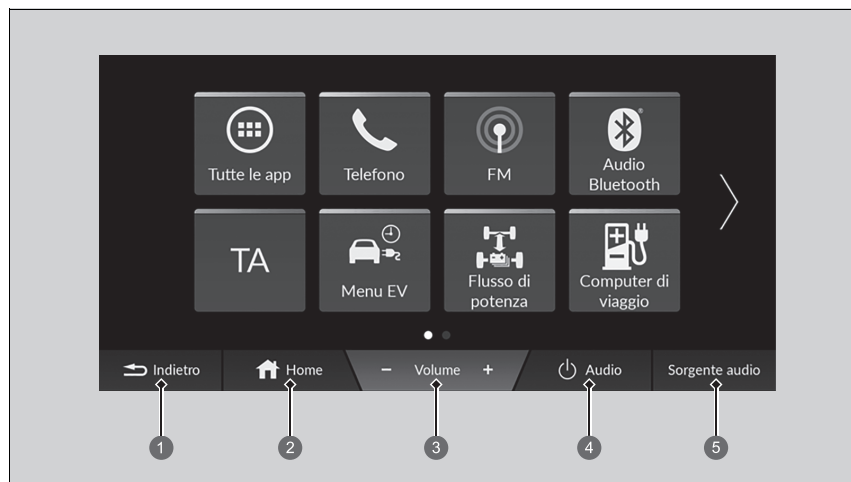 Tutte le app
Telefono
FM
Audio
Bluetooth
TA
Menu EV
Flusso di
potenza
Computer di
viaggio
Indietro
Home
- Volume +
Audio
Sorgente audio
1
2
3
4
5